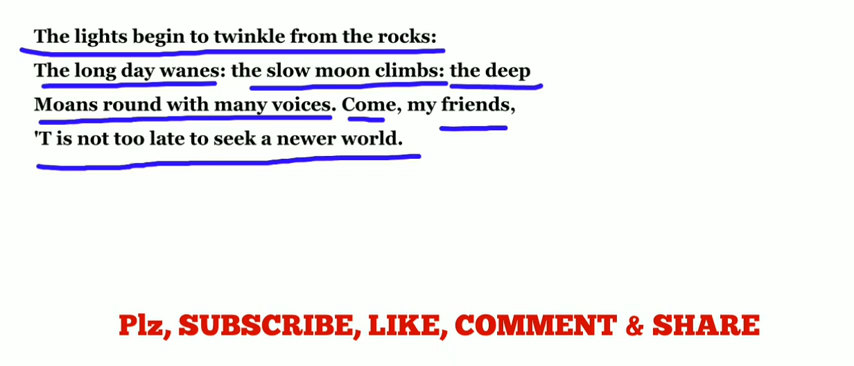 The lights begin to twinkle from the rocks:
The long day wanes: the slow moon climbs: the deep
Moans round with many voices. Come, my friends,
'T is not too late to seek a newer world.
Plz, SUBSCRIBE, LIKE, COMMENT & SHARE